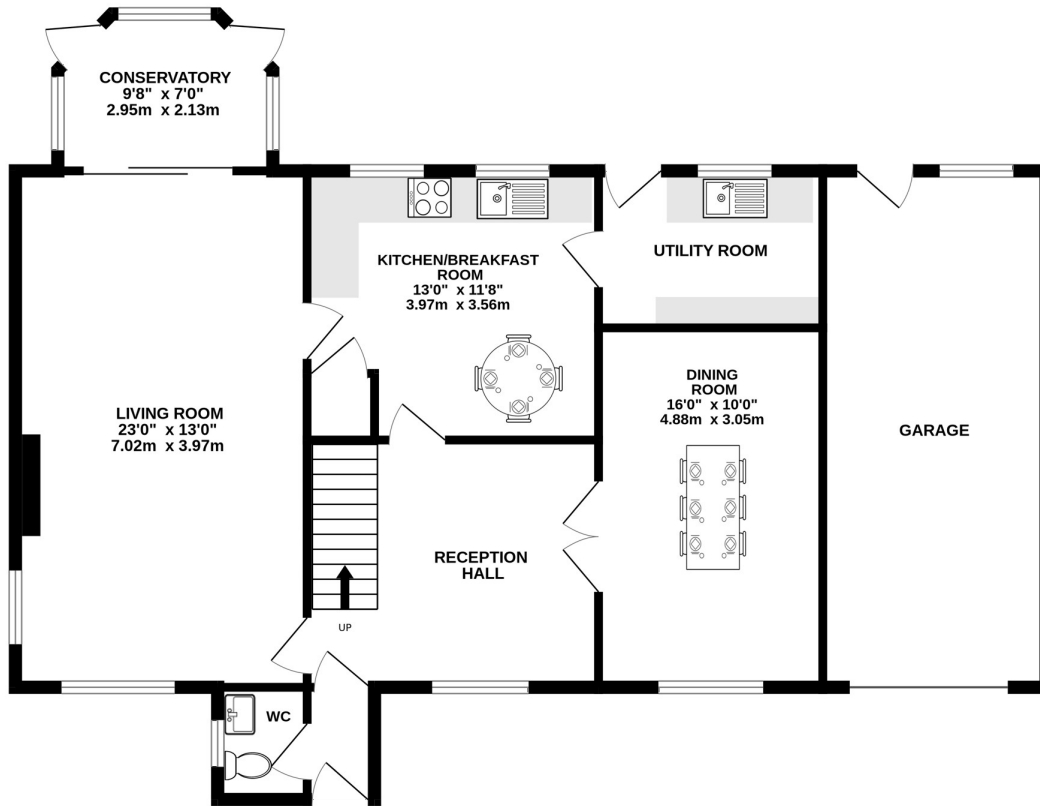 CONSERVATORY
9'8" x 7'0"
2.95m x 2.13m
KITCHEN/BREAKFAST
ROOM
13'0" x 11'8"
3.97m x 3.56m
UTILITY ROOM
LIVING ROOM
23'0" x 13'0"
7.02m x 3.97m
DINING
ROOM
16'0" x 10'0"
4.88m x 3.05m
GARAGE
RECEPTION
HALL
UP
WC